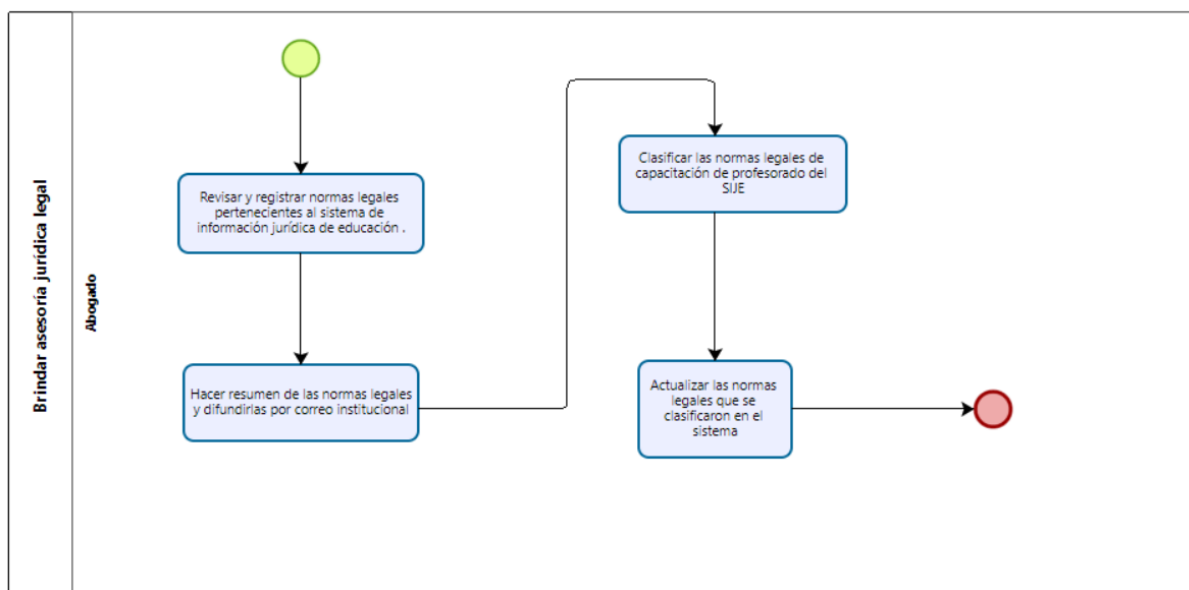 Brindar asesoría jurídica legal
Abogado
Revisar y registrar normas legales
pertenecientes al sistema de
información jurídica de educación .
Hacer resumen de las normas legales
y difundirlas por correo institucional
Clasificar las normas legales de
capacitación de profesorado del
SIJE
Actualizar las normas
legales que se
clasificaron en el
sistema